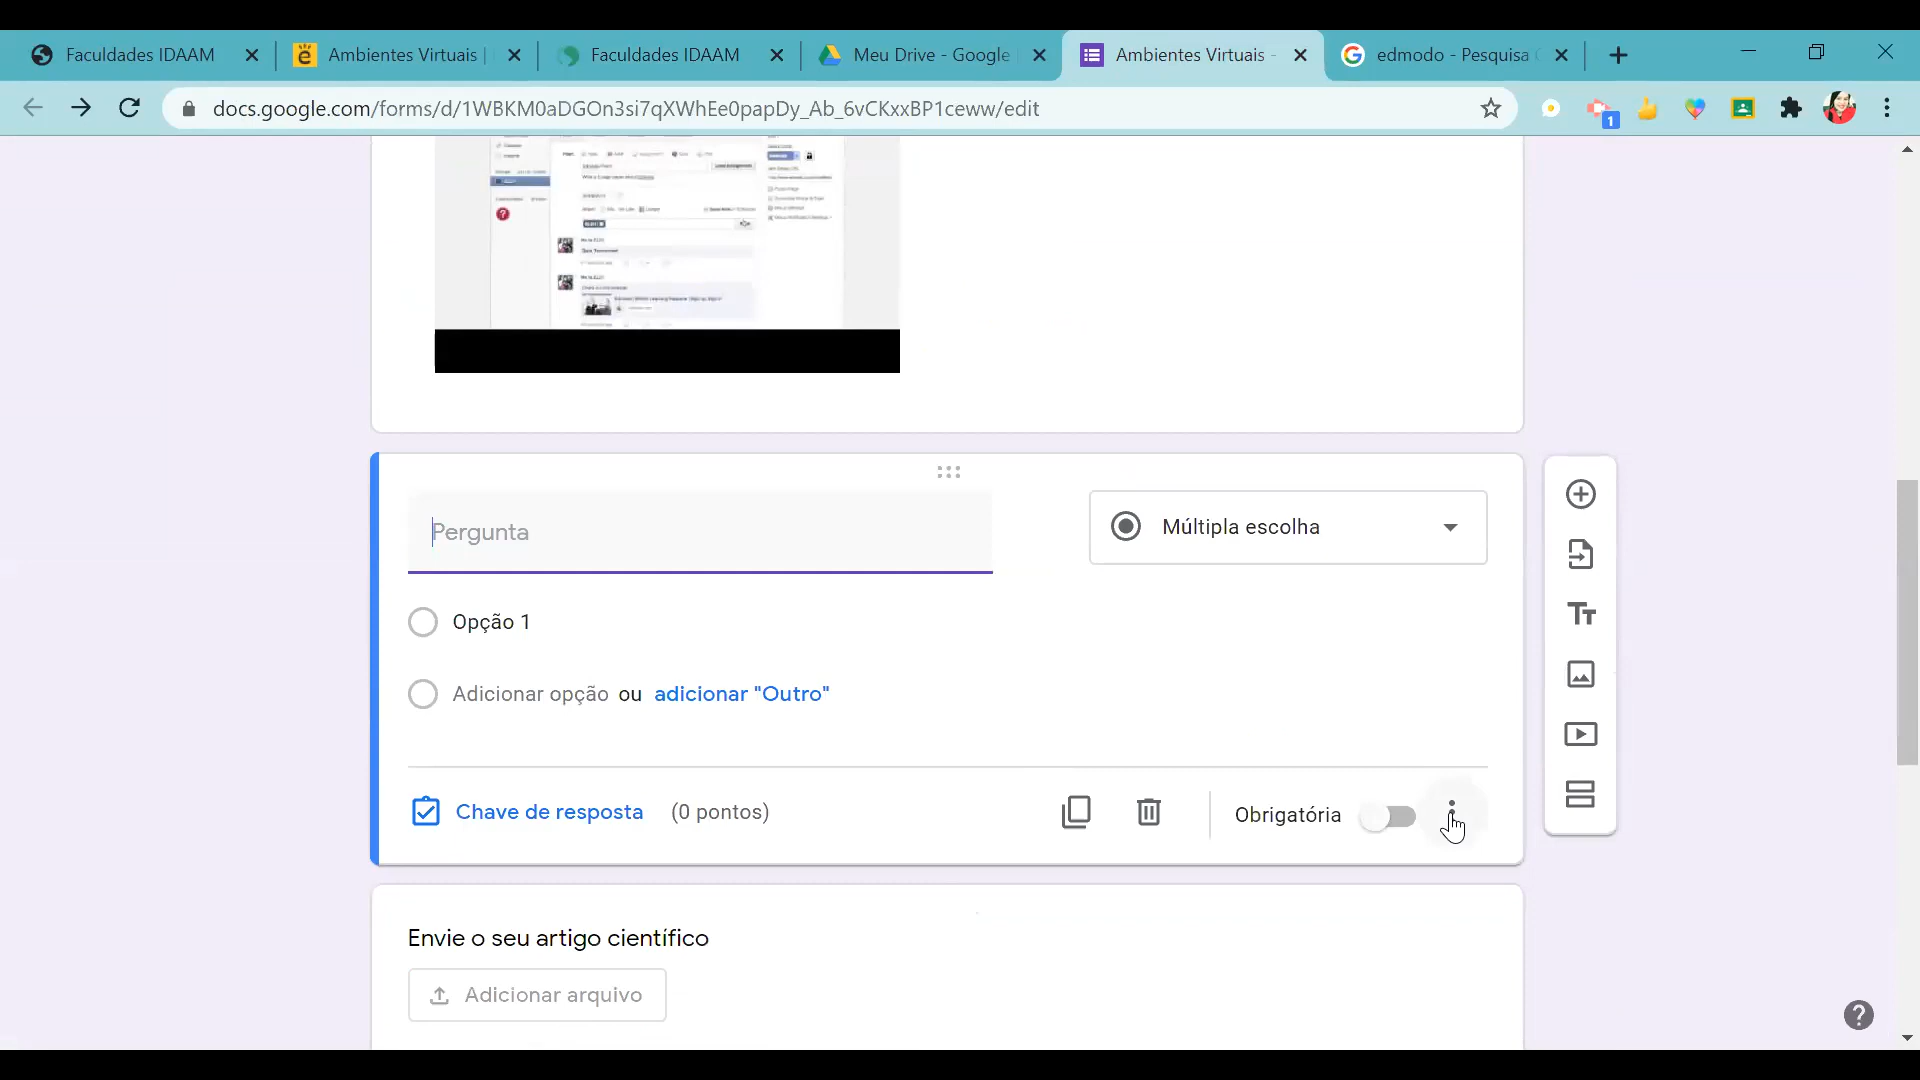 Faculdades IDAAM
Ambientes Virtuais |
Faculdades IDAAM
Meu Drive - Google
Ambientes Virtuais -
edmodo - Pesquisa
docs.google.com/forms/d/1WBKM0aDGOn3si7qXWhEe0papDy_Ab_6vCKxxBP1ceww/edit
1
Pergunta
Múltipla escolha
Opção 1
Adicionar opção ou adicionar "Outro"
Chave de resposta (0 pontos)
Obrigatória
Envie o seu artigo científico
Adicionar arquivo